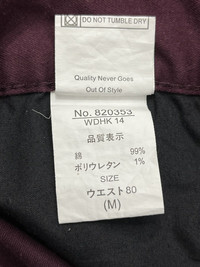 DO NOT TUMBLE DRY
Quality Never Goes
Out Of Style
No. 820353
WDHK 14
品質表示
綿 99%
ポリウレタン 1%
SIZE
ウエスト80
(M)